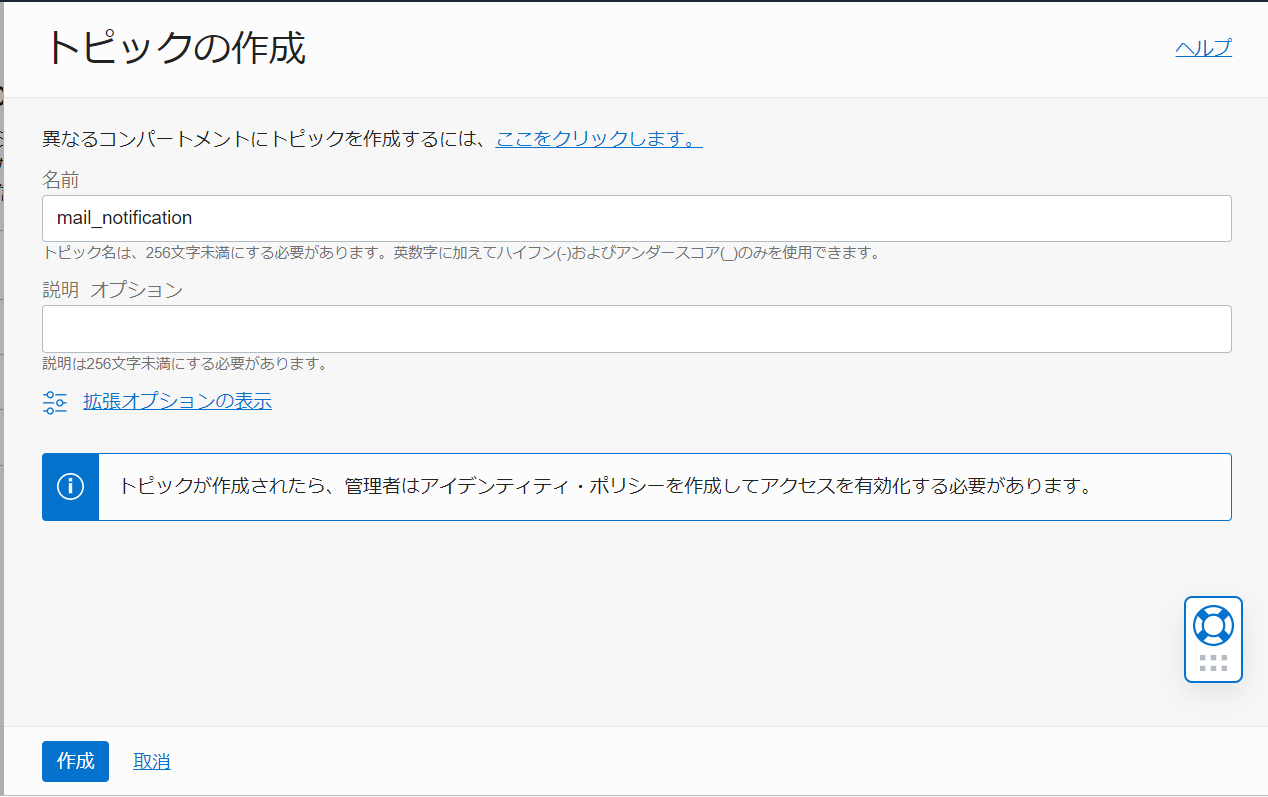 トピックの作成
ヘルプ
異なるコンパートメントにトピックを作成するには、ここをクリックします。
名前
mail_notification
トピック名は、256文字未満にする必要があります。英数字に加えてハイフン(-)およびアンダースコア(_)のみを使用できます。
説明 オプション
説明は256文字未満にする必要があります。
拡張オプションの表示
トピックが作成されたら、管理者はアイデンティティ・ポリシーを作成してアクセスを有効化する必要があります。
作成 取消